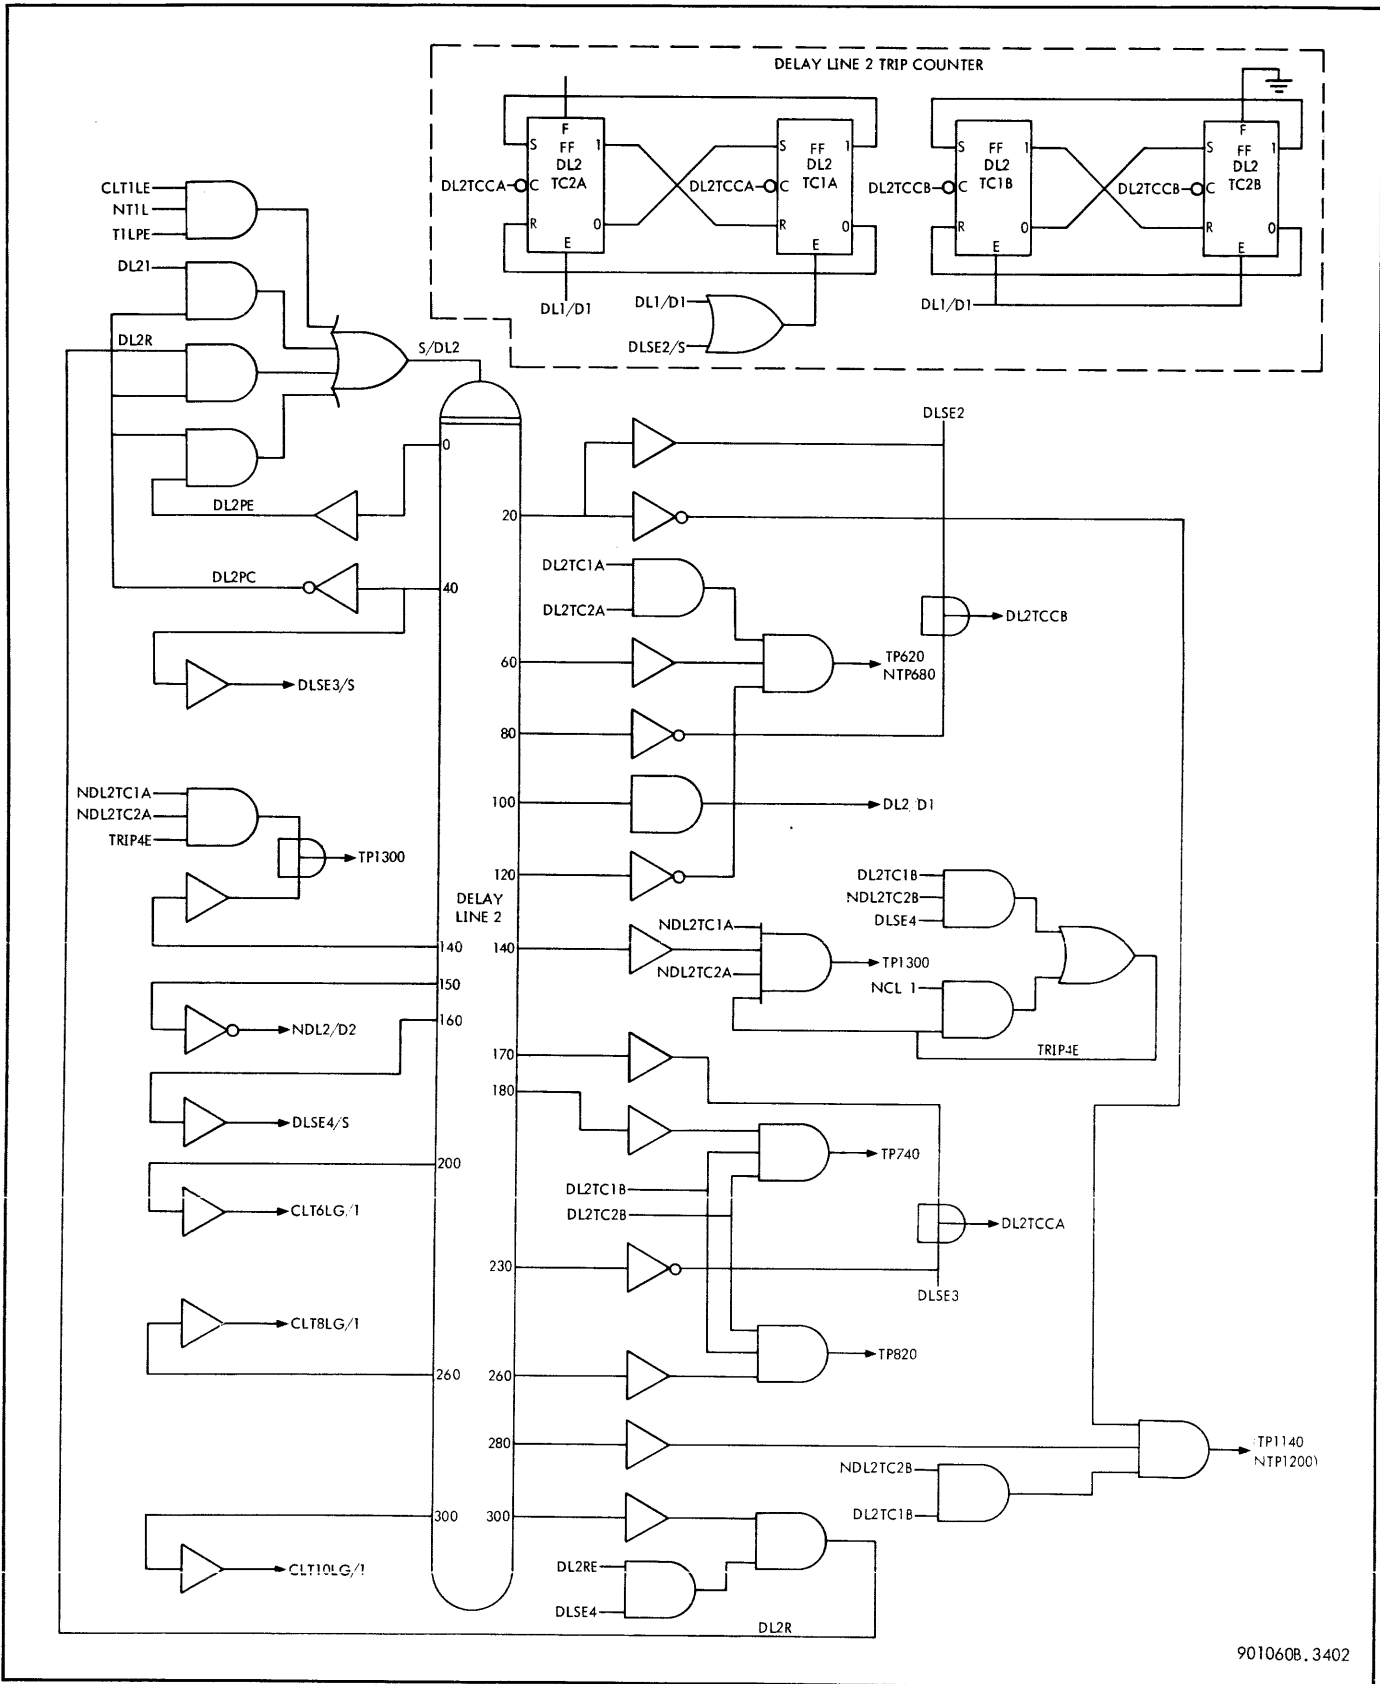 DELAY LINE 2 TRIP COUNTER
F
S FF 1
DL2
TC2A
DL2TCCA C
R 0
E
DL1/D1
S FF 1
DL2
TC1A
DL2TCCA C
R 0
E
DL1/D1
DLSE2/S
S FF 1
DL2
TC1B
DL2TCCB C
R 0
E
DL1/D1
F
S FF 1
DL2
TC2B
DL2TCCB C
R 0
E
CLT1LE
NT1L
T1LPE
DL21
DL2R
S/DL2
DL2PE
DL2PC
0
40
DLSE3/S
NDL2TC1A
NDL2TC2A
TRIP4E
TP1300
140
150
NDL2/D2
160
DLSE4/S
200
CLT6LG/1
CLT8LG/1
260
300
CLT10LG/1
DELAY
LINE 2
20
DLSE2
DL2TC1A
DL2TC2A
DL2TCCB
60
TP620
NTP680
80
100
DL2/D1
120
DL2TC1B
NDL2TC2B
DLSE4
140
NDL2TC1A
NDL2TC2A
TP1300
TRIP4E
170
180
TP740
DL2TC1B
DL2TC2B
DL2TCCA
230
DLSE3
TP820
260
280
TP1140
NTP1200)
NDL2TC2B
DL2TC1B
300
DL2RE
DLSE4
DL2R
901060B.3402